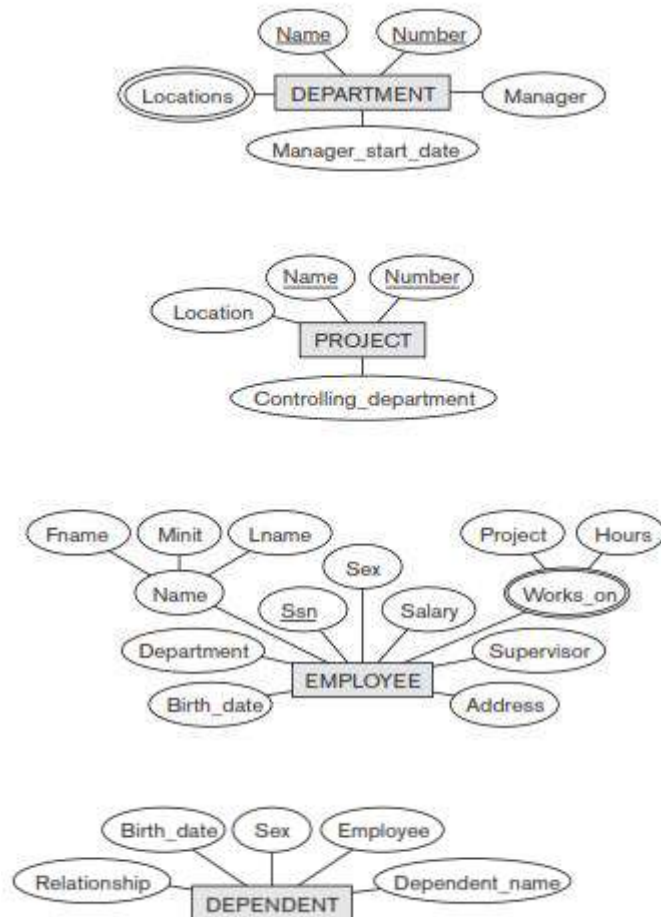 Name Number
Locations DEPARTMENT Manager
Manager_start_date
Name Number
Location
PROJECT
Controlling_department
Fname Minit Lname Project Hours
Sex
Name Ssn Salary Works_on
Department Supervisor
EMPLOYEE
Birth_date Address
Birth_date Sex Employee
Relationship Dependent_name
DEPENDENT